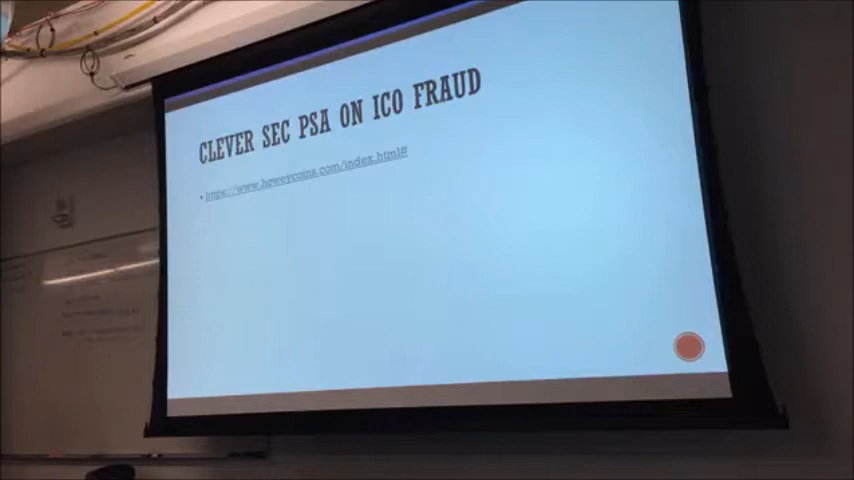 CLEVER SEC PSA ON ICO FRAUD
• https://www.howeycoins.com/index.html#